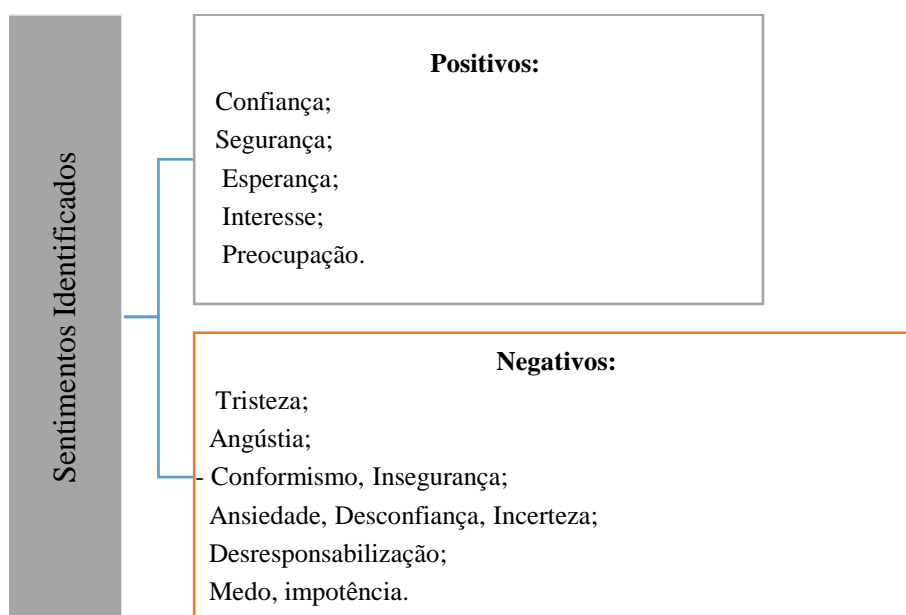 Sentimentos Identificados
Positivos:
Confiança;
Segurança;
Esperança;
Interesse;
Preocupação.
Negativos:
Tristeza;
Angústia;
- Conformismo, Insegurança;
Ansiedade, Desconfiança, Incerteza;
Desresponsabilização;
Medo, impotência.